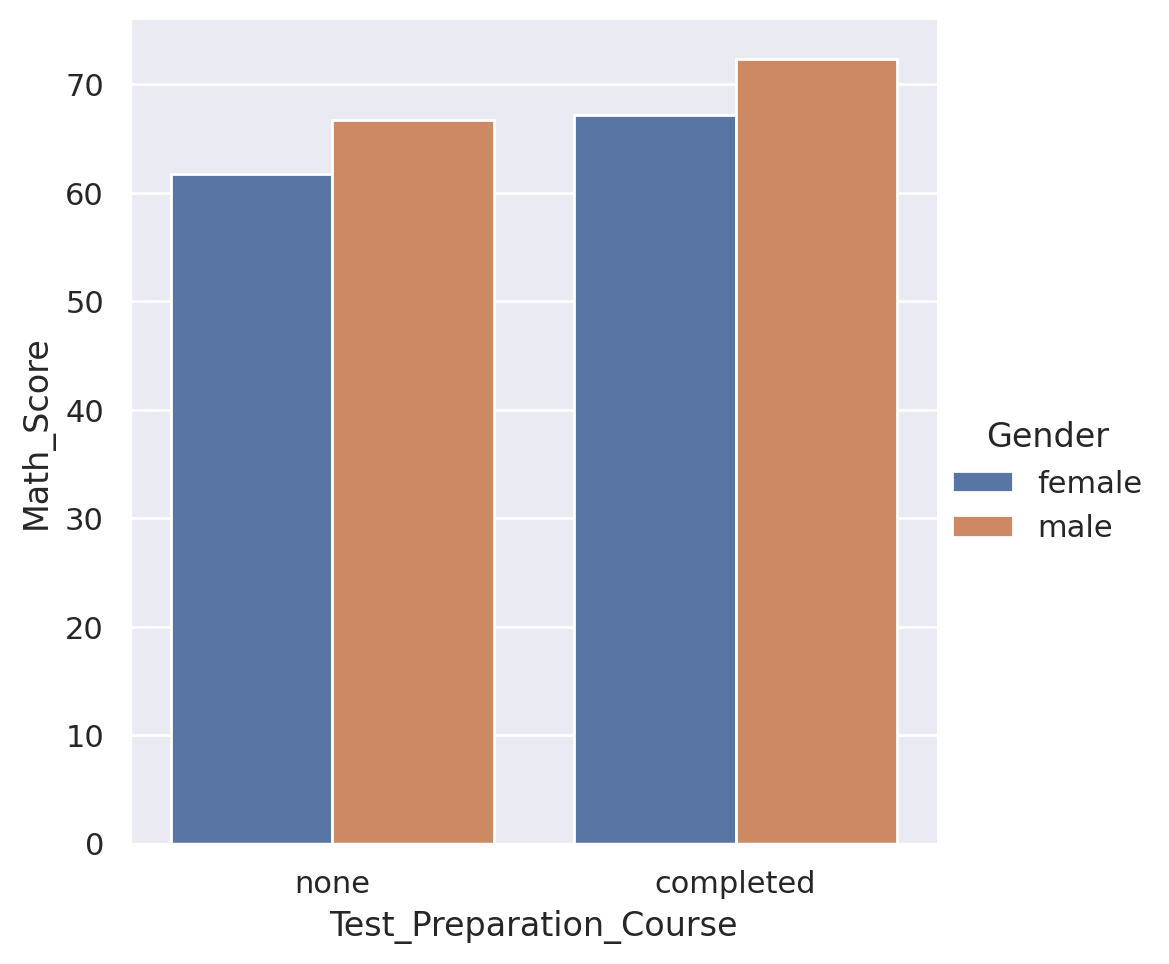 70
60
50
40
30
20
10
0
Math_Score
none
completed
Test_Preparation_Course
Gender
female
male